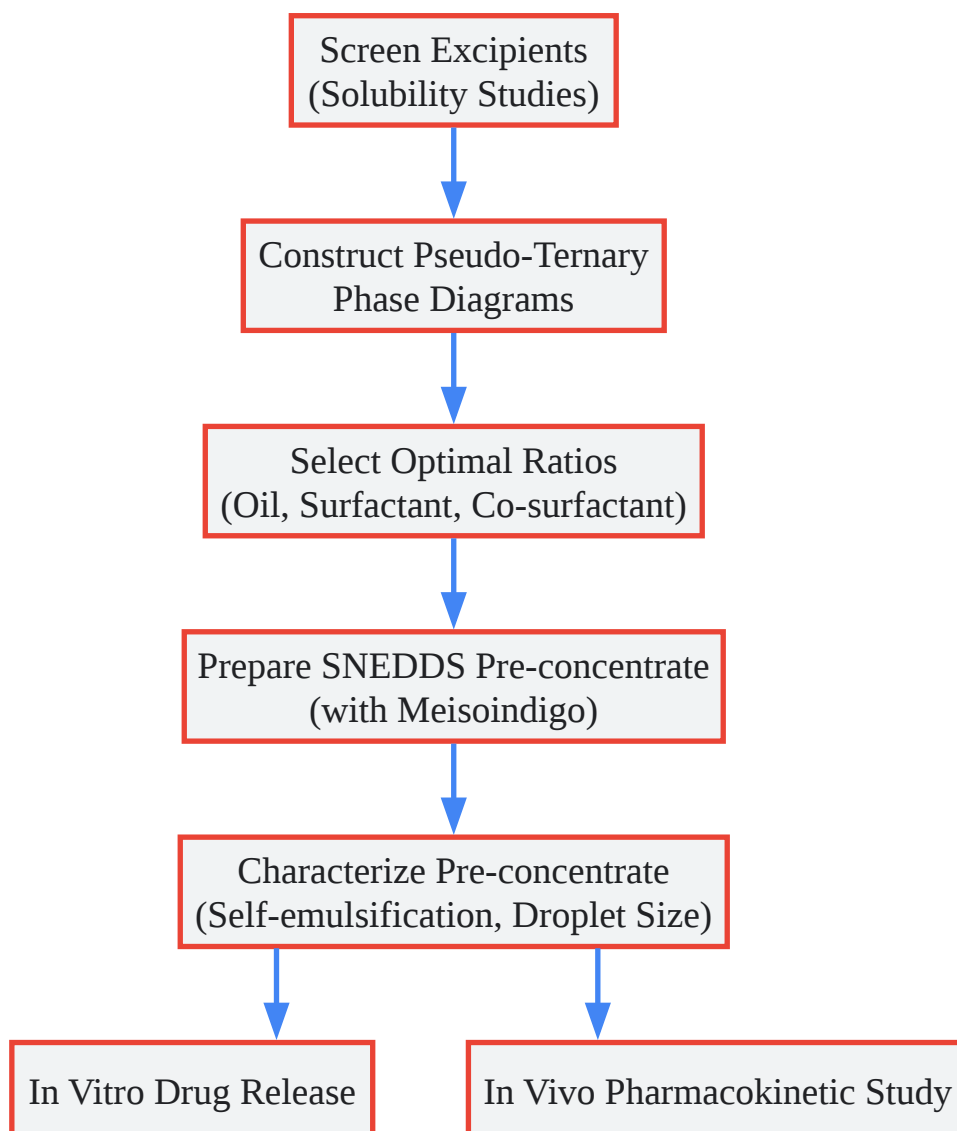 Screen Excipients
(Solubility Studies)
Construct Pseudo-Ternary
Phase Diagrams
Select Optimal Ratios
(Oil, Surfactant, Co-surfactant)
Prepare SNEDDS Pre-concentrate
(with Meisoindigo)
Characterize Pre-concentrate
(Self-emulsification, Droplet Size)
In Vitro Drug Release
In Vivo Pharmacokinetic Study